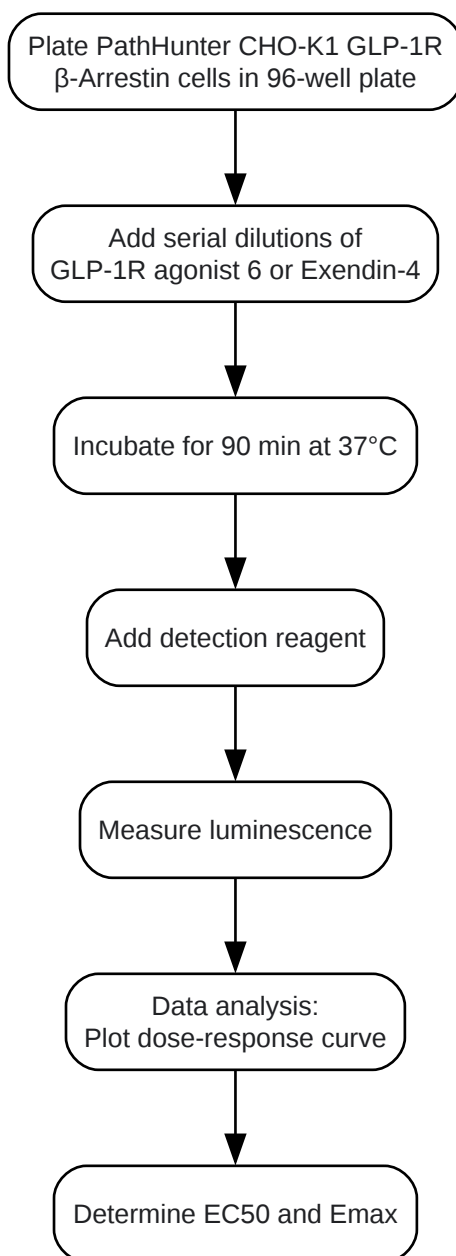 Plate PathHunter CHO-K1 GLP-1R
β-Arrestin cells in 96-well plate
Add serial dilutions of
GLP-1R agonist 6 or Exendin-4
Incubate for 90 min at 37°C
Add detection reagent
Measure luminescence
Data analysis:
Plot dose-response curve
Determine EC50 and Emax